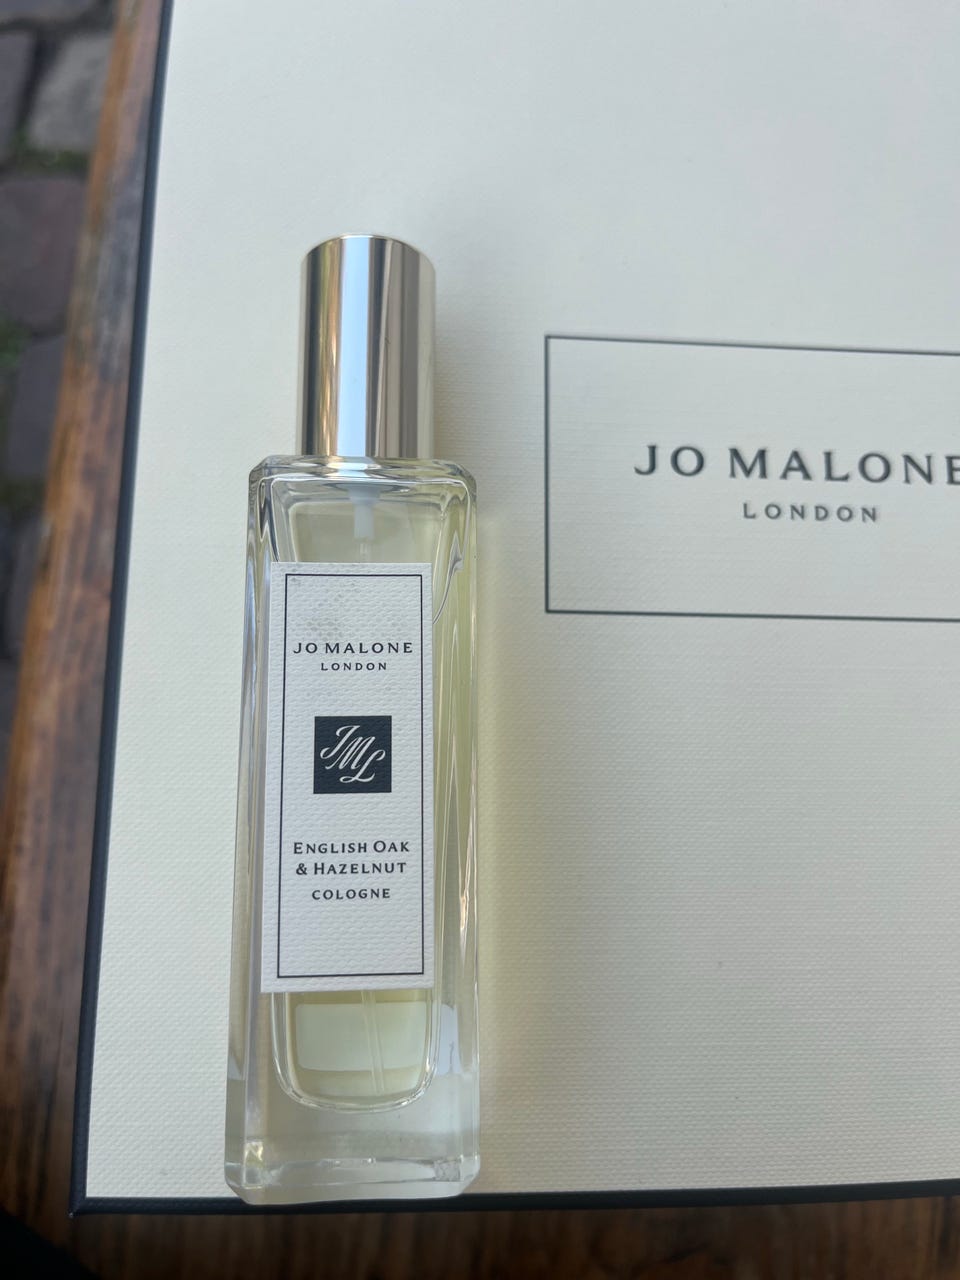 JO MALONE
LONDON
JML
ENGLISH OAK
& HAZELNUT
COLOGNE
JO MALONE
LONDON